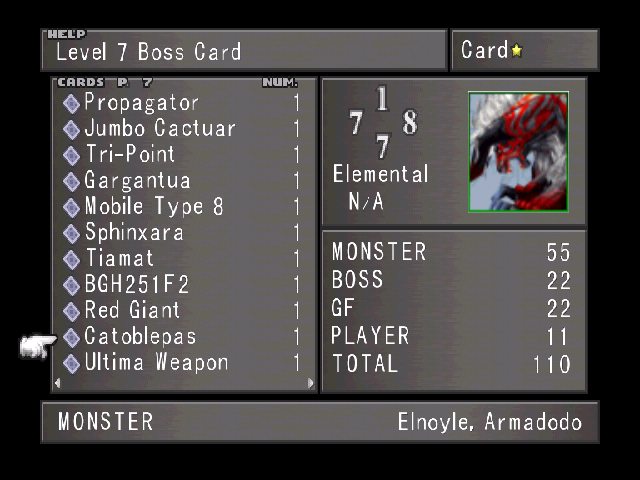 HELP
Level 7 Boss Card
Card
CARDS P. 7 NUM.
Propagator 1
Jumbo Cactuar 1
Tri-Point 1
Gargantua 1
Mobile Type 8 1
Sphinxara 1
Tiamat 1
BGH251F2 1
Red Giant 1
Catoblepas 1
Ultima Weapon 1
1
7 8
7
Elemental
N/A
MONSTER 55
BOSS 22
GF 22
PLAYER 11
TOTAL 110
MONSTER Elnoyle, Armadodo